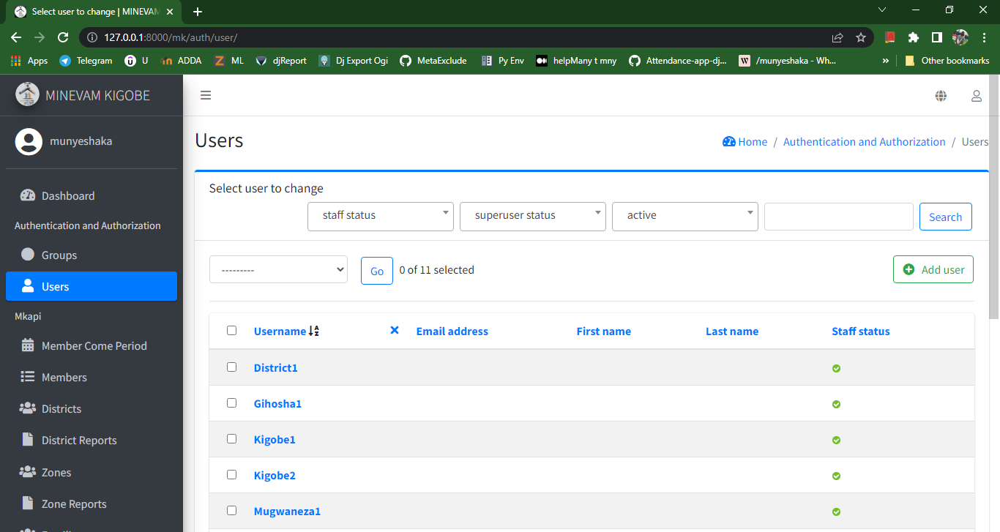 Select user to change | MINEVAM
127.0.0.1:8000/mk/auth/user/
Apps Telegram U ADDA ML djReport Dj Export Ogi MetaExclude Py Env helpMany t mny Attendance-app-dj... /munyeshaka - Wh... » Other bookmarks
MINEVAM KIGOBE
munyeshaka
Dashboard
Authentication and Authorization
Groups
Users
Mkapi
Member Come Period
Members
Districts
District Reports
Zones
Zone Reports
Users
Home / Authentication and Authorization / Users
Select user to change
staff status superuser status active Search
--------- Go 0 of 11 selected Add user
Username Email address First name Last name Staff status
District1
Gihosha1
Kigobe1
Kigobe2
Mugwaneza1